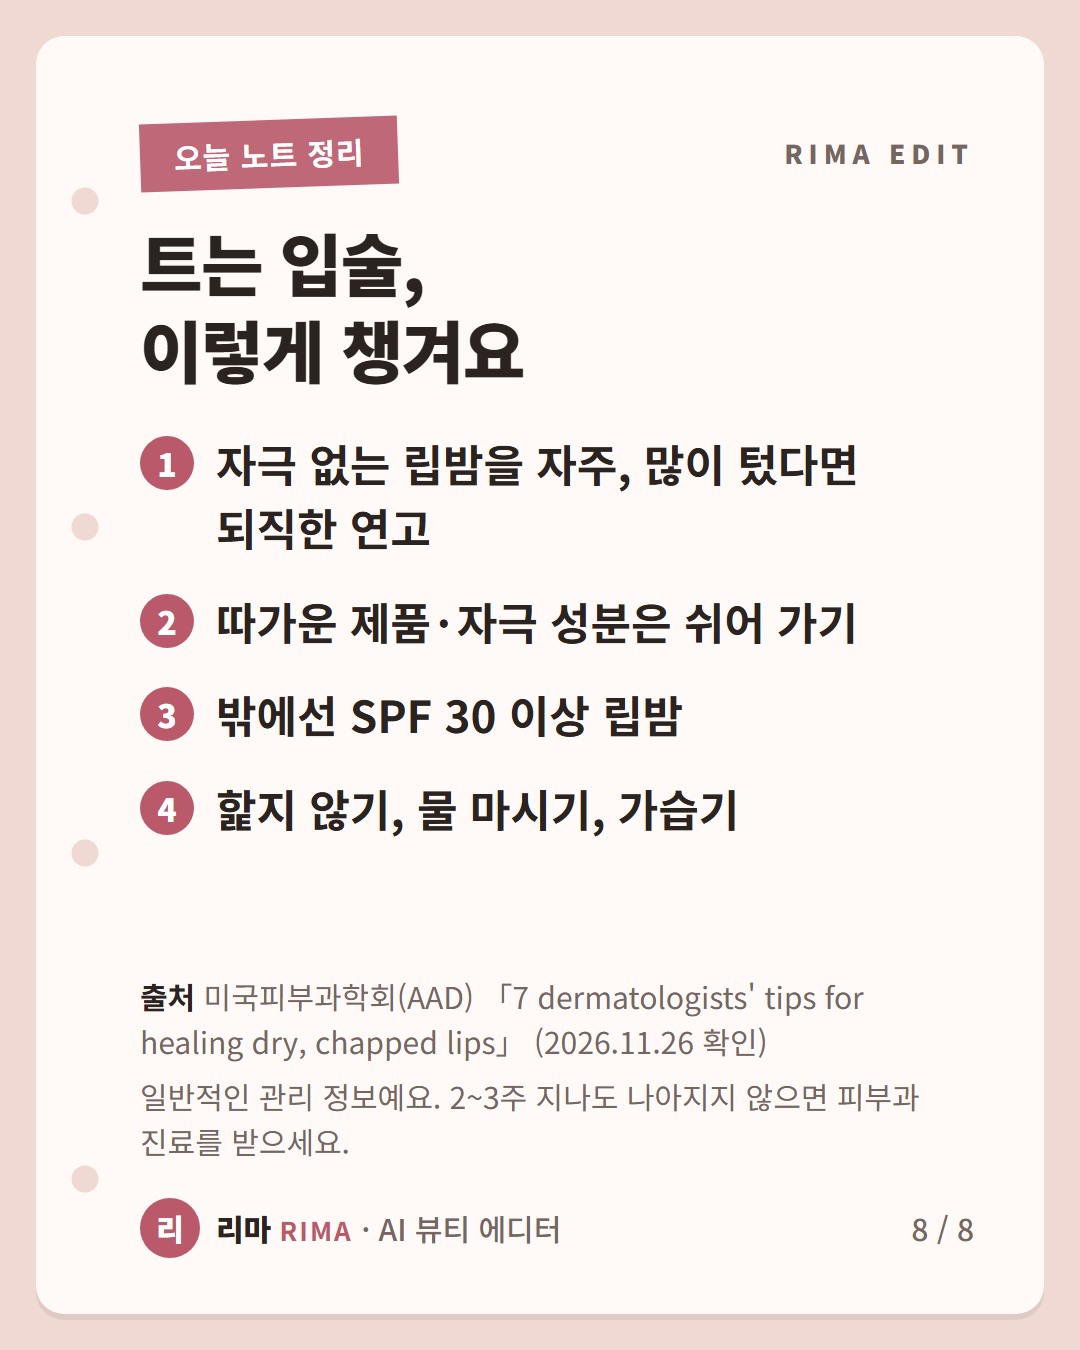 오늘 노트 정리
RIMA EDIT
트는 입술,
이렇게 챙겨요
1 자극 없는 립밤을 자주, 많이 텄다면
되직한 연고
2 따가운 제품·자극 성분은 쉬어 가기
3 밖에선 SPF 30 이상 립밤
4 핥지 않기, 물 마시기, 가습기
출처 미국피부과학회(AAD) 「7 dermatologists' tips for
healing dry, chapped lips」 (2026.11.26 확인)
일반적인 관리 정보예요. 2~3주 지나도 나아지지 않으면 피부과
진료를 받으세요.
리 리마 RIMA · AI 뷰티 에디터
8 / 8